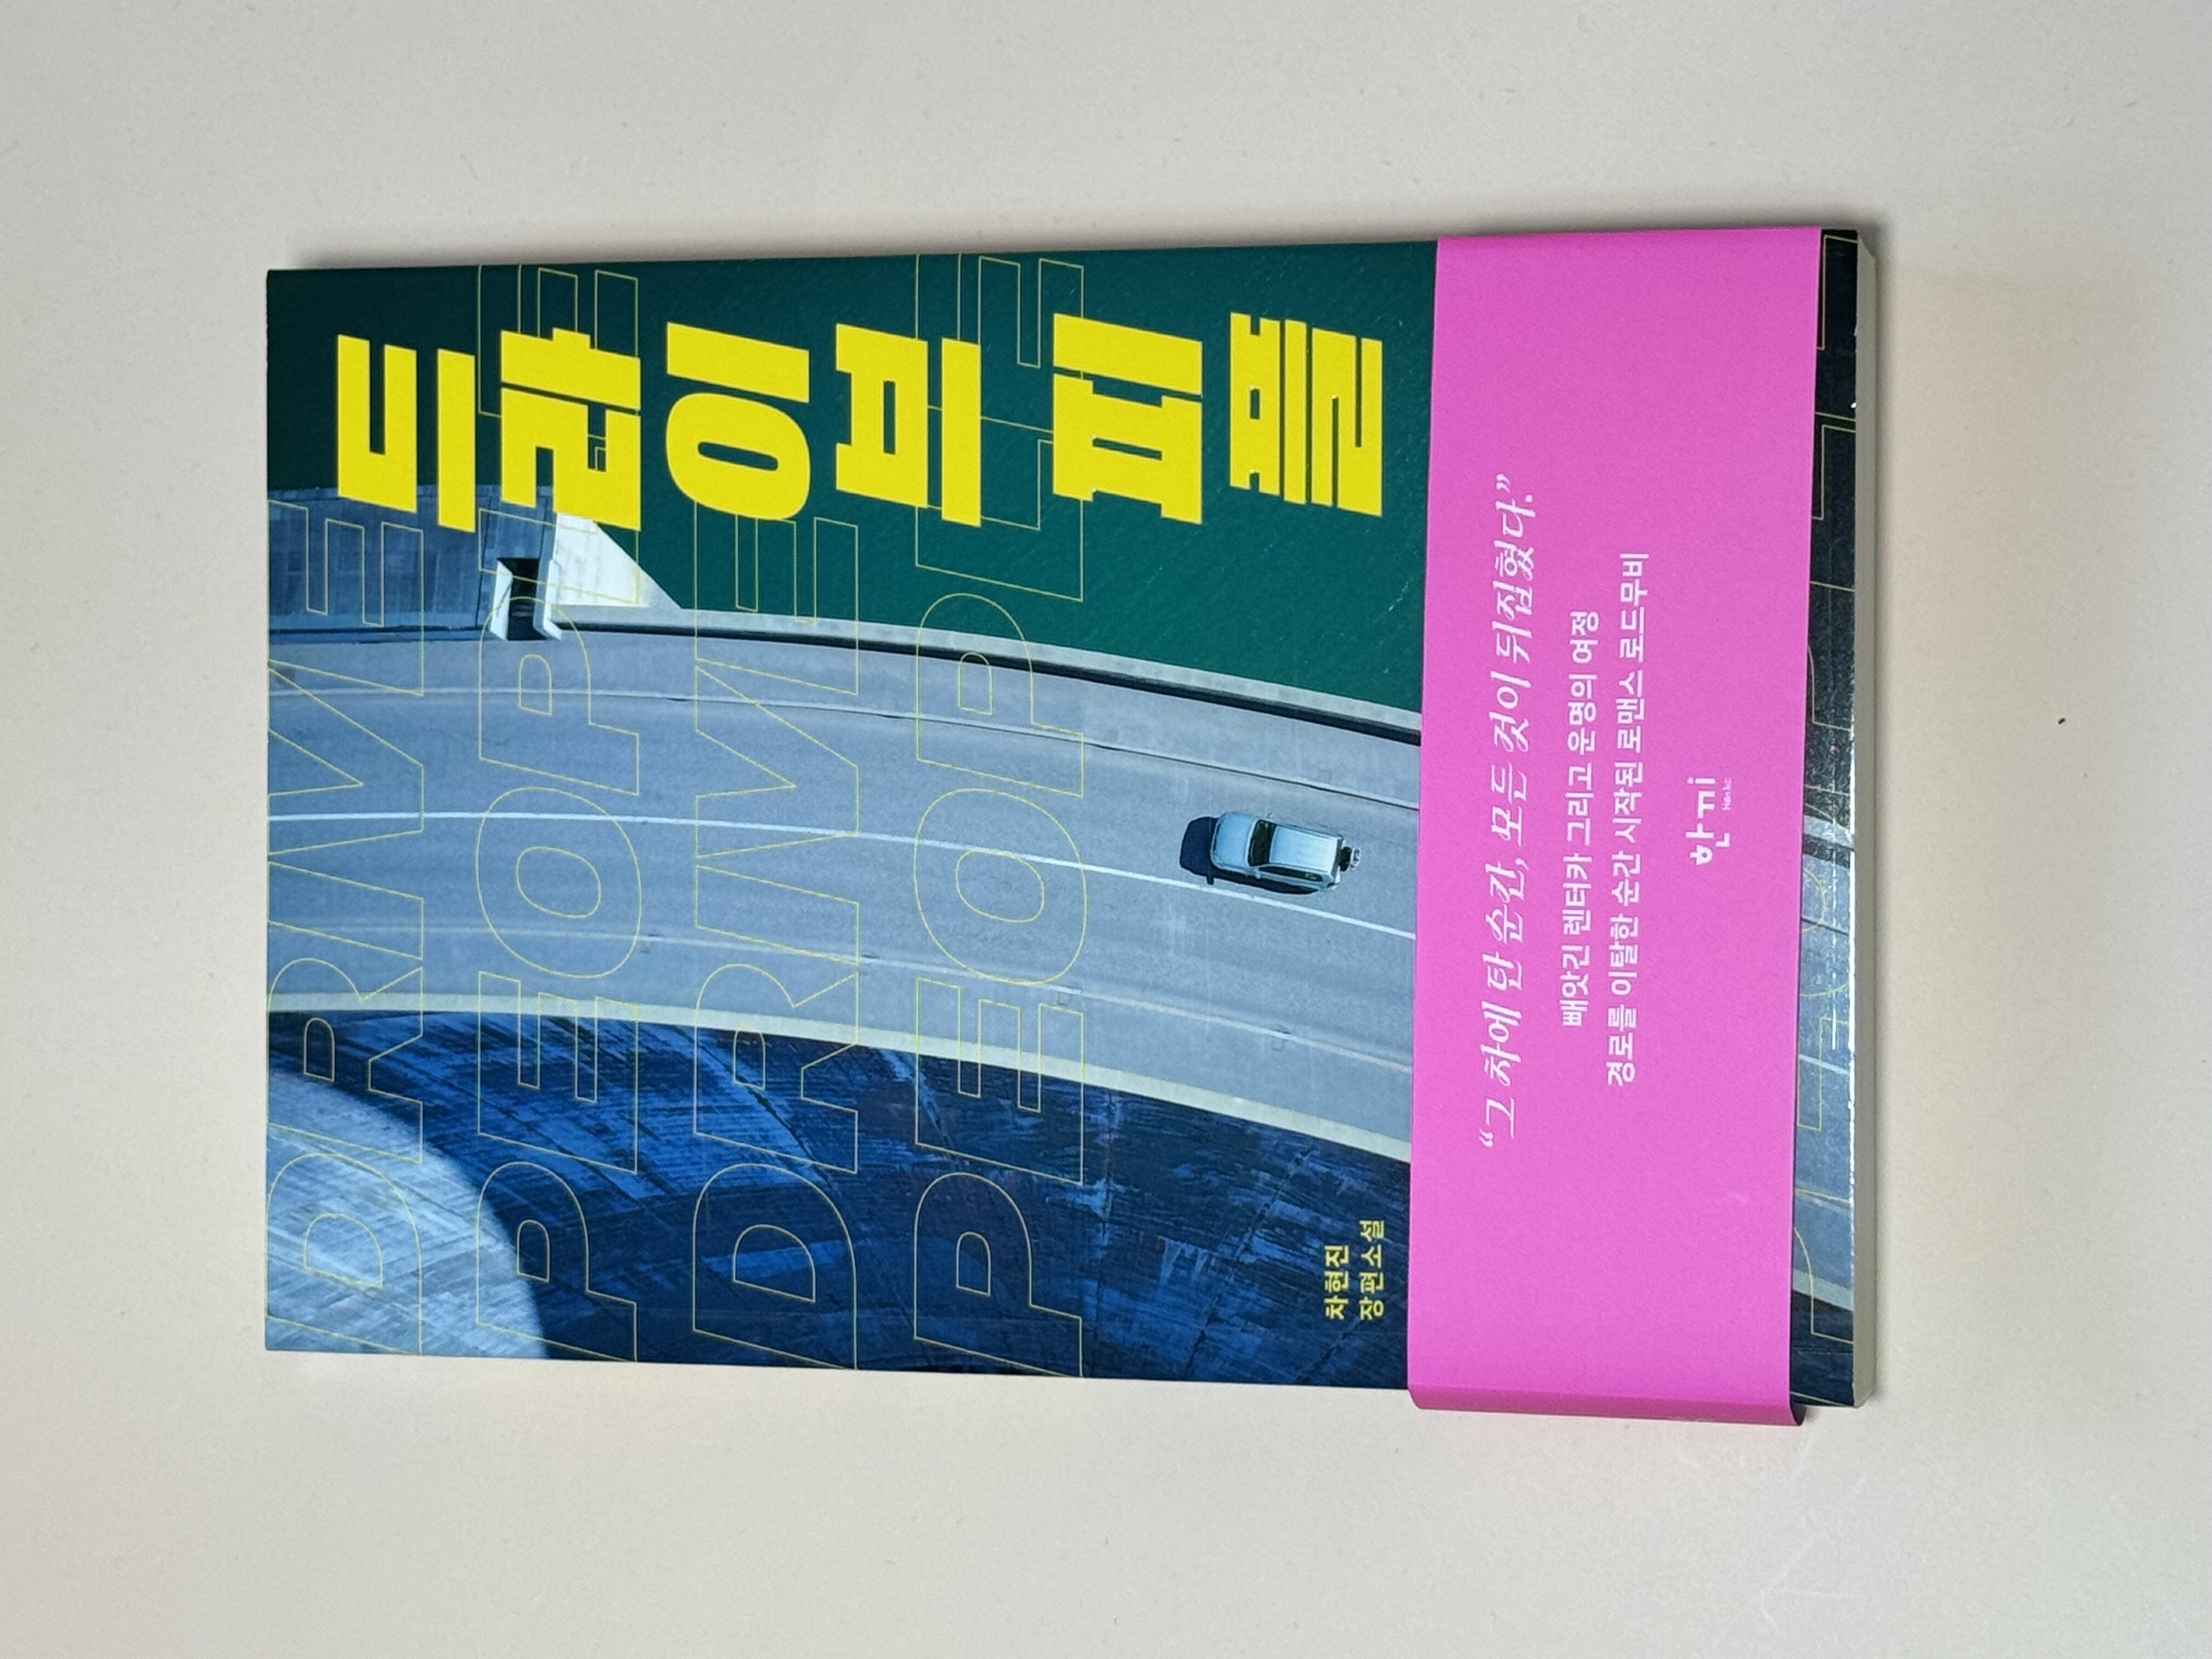 드라이브 피플
DRIVE
PEOPLE
DRIVE
PEOPLE
차현진
장편소설
“그 차에 탄 순간, 모든 것이 뒤집혔다.”
빼앗긴 렌터카 그리고 운명의 여정
경로를 이탈한 순간 시작된 로맨스 로드무비
한끼
Hankki